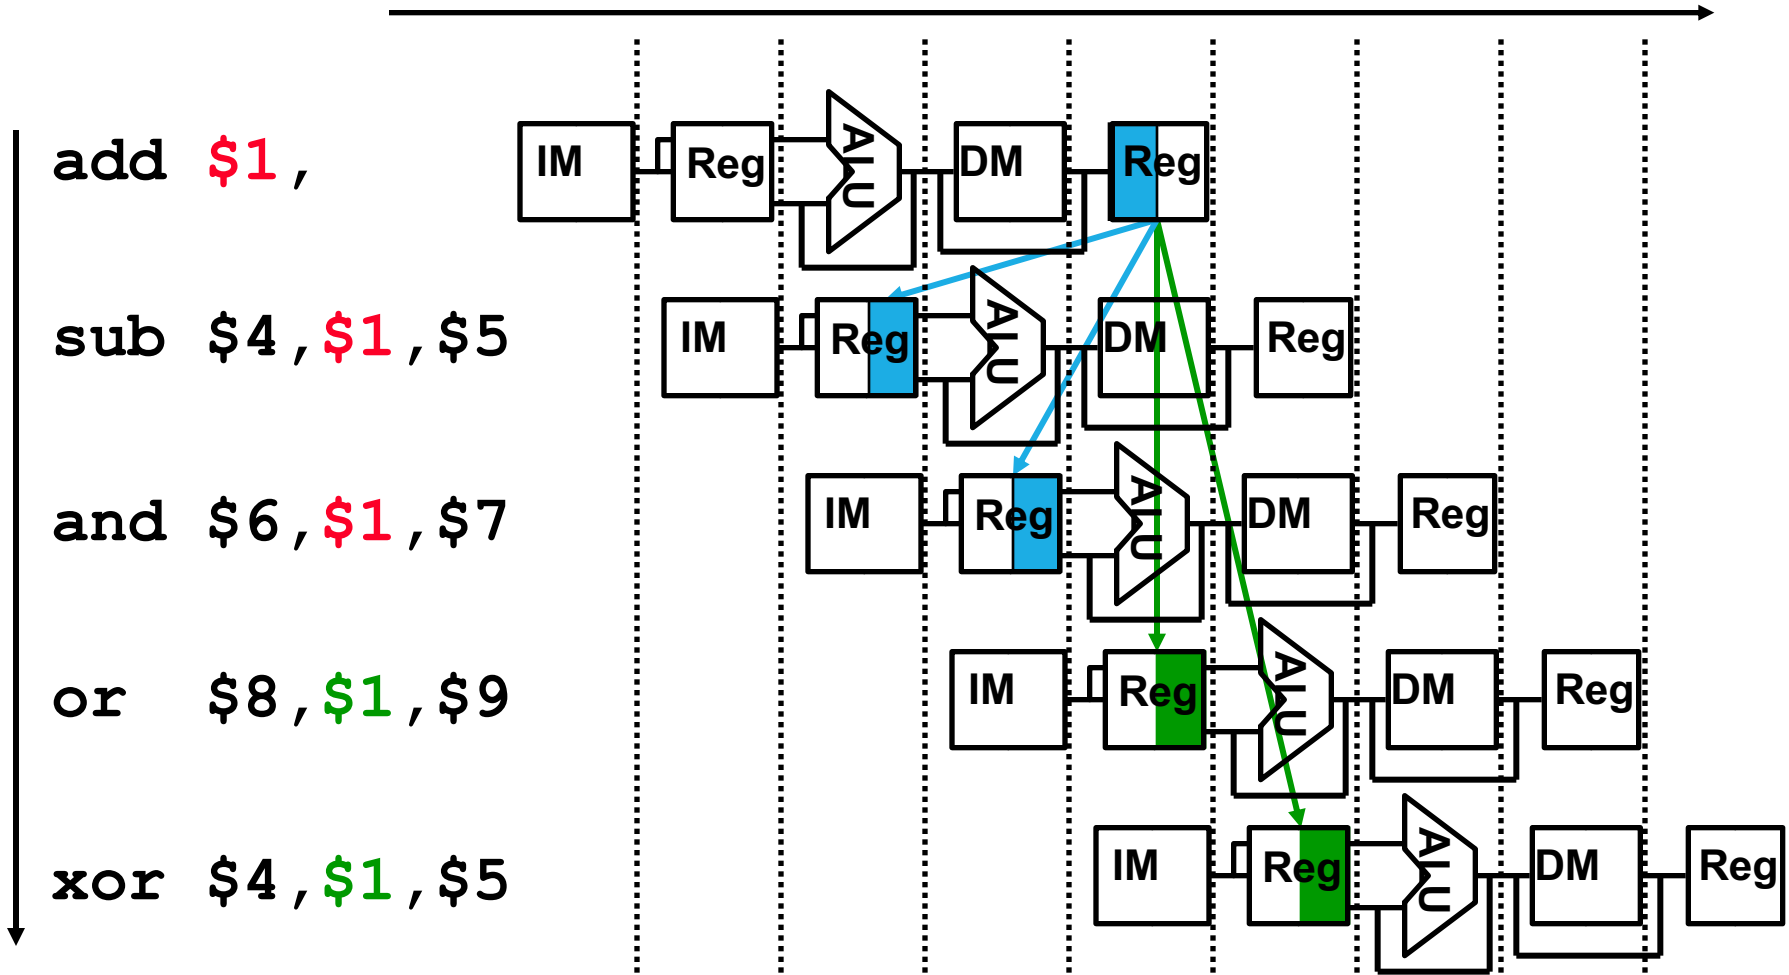 add $1, IM Reg ALU DM Reg
sub $4,$1,$5 IM Reg ALU DM Reg
and $6,$1,$7 IM Reg ALU DM Reg
or $8,$1,$9 IM Reg ALU DM Reg
xor $4,$1,$5 IM Reg ALU DM Reg